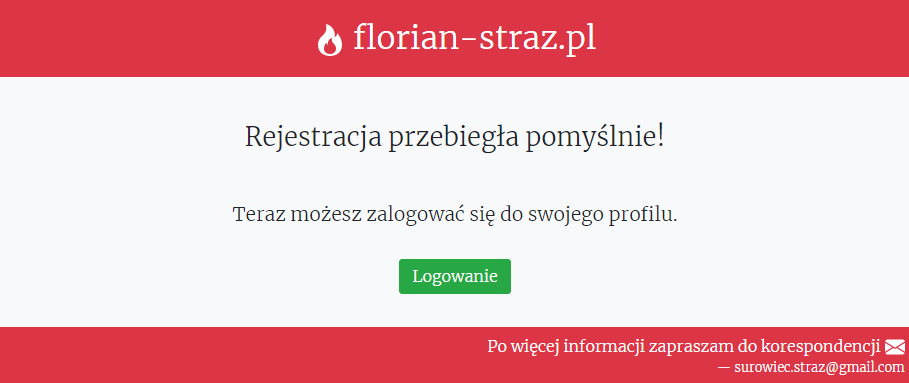 florian-straz.pl
Rejestracja przebiegła pomyślnie!
Teraz możesz zalogować się do swojego profilu.
Logowanie
Po więcej informacji zapraszam do korespondencji
— surowiec.straz@gmail.com